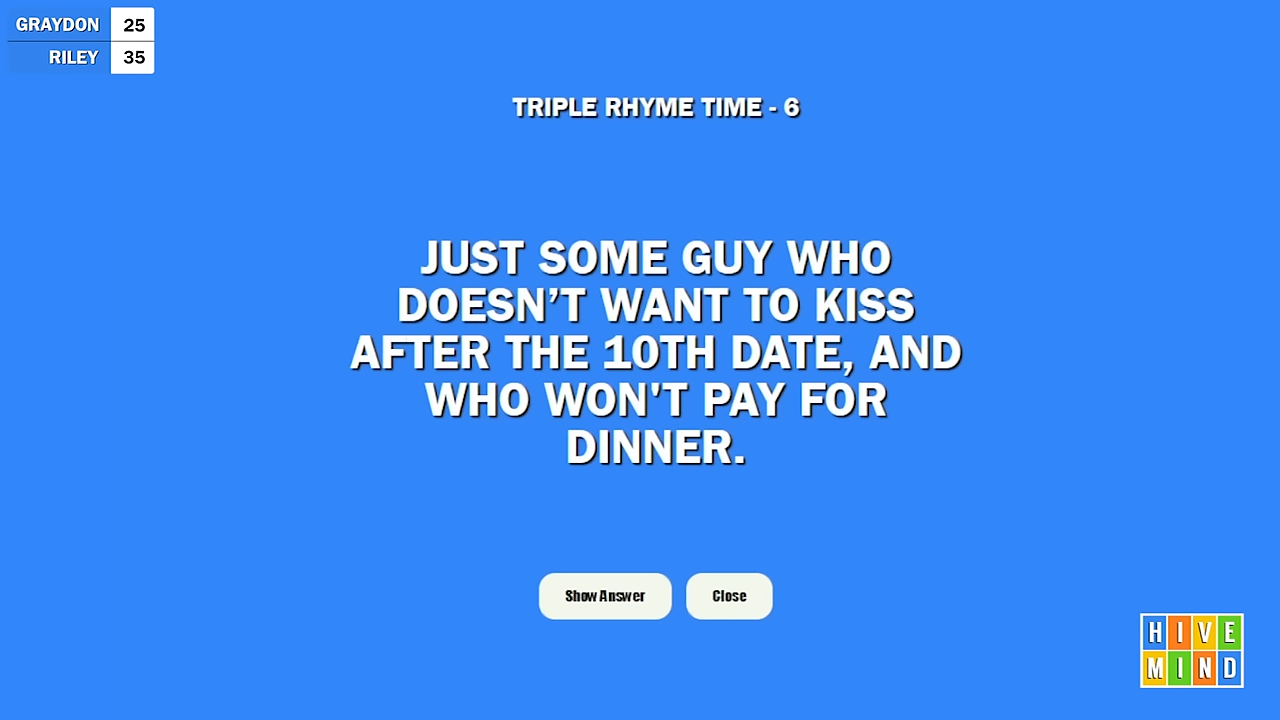 GRAYDON 25
RILEY 35
TRIPLE RHYME TIME - 6
JUST SOME GUY WHO
DOESN’T WANT TO KISS
AFTER THE 10TH DATE, AND
WHO WON'T PAY FOR
DINNER.
Show Answer Close
HIVE
MIND